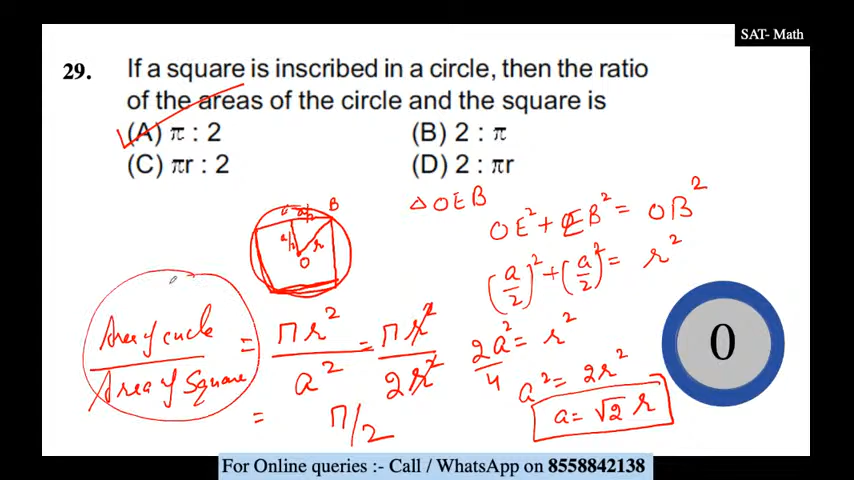 SAT- Math
29. If a square is inscribed in a circle, then the ratio
of the areas of the circle and the square is
(A) π : 2 (B) 2 : π
(C) πr : 2 (D) 2 : πr
a/2 B
a/2 r
O
Δ OEB
OE² + EB² = OB²
(a/2)² + (a/2)² = r²
2a²/4 = r²
a² = 2r²
a = √2 r
Area of circle / Area of Square = πr²/a² = πr²/2r²
= π/2
0
For Online queries :- Call / WhatsApp on 8558842138